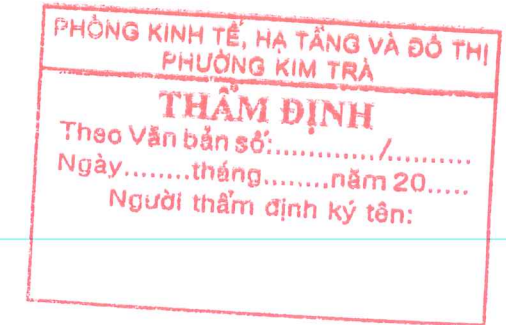 PHÒNG KINH TẾ, HẠ TẦNG VÀ ĐÔ THỊ
PHƯỜNG KIM TRÀ
THẨM ĐỊNH
Theo Văn bản số:............/..........
Ngày........tháng........năm 20.....
Người thẩm định ký tên: